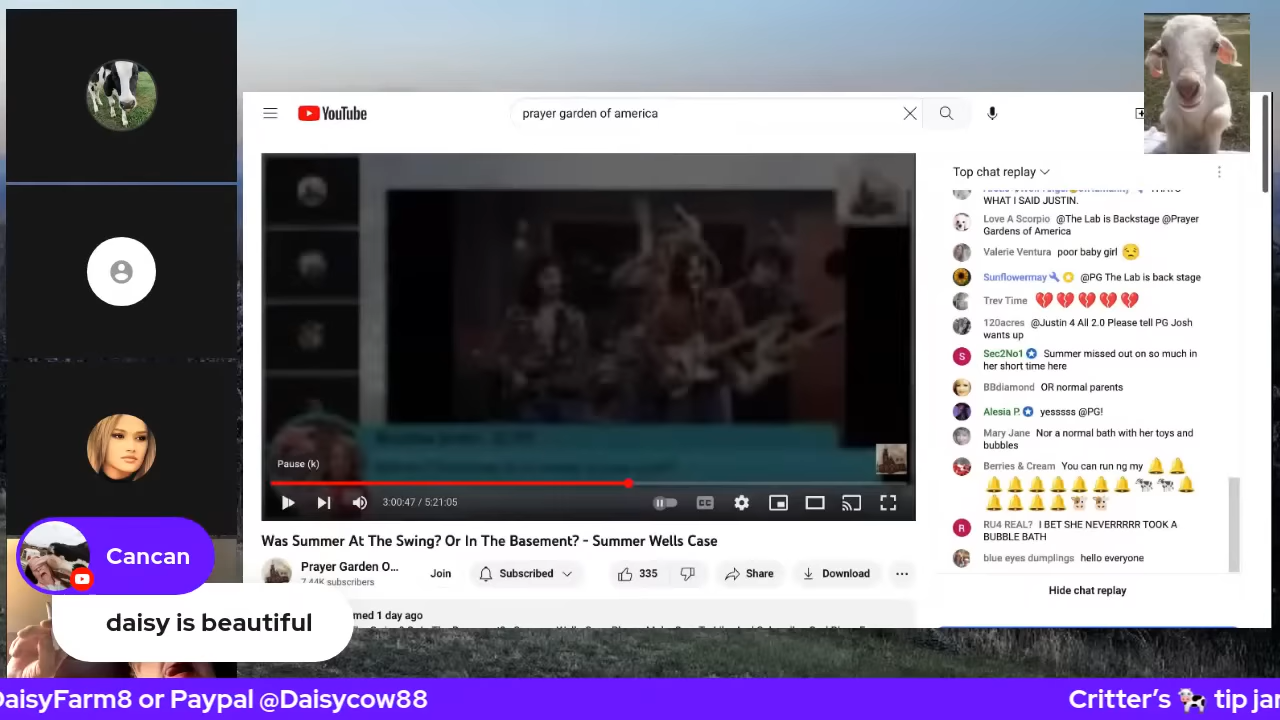 YouTube
prayer garden of america
Top chat replay
WHAT I SAID JUSTIN.
Love A Scorpio @The Lab is Backstage @Prayer
Gardens of America
Valerie Ventura poor baby girl
Sunflowermay @PG The Lab is back stage
Trev Time
120acres @Justin 4 All 2.0 Please tell PG Josh
wants up
S Sec2No1 Summer missed out on so much in
her short time here
BBdiamond OR normal parents
Alesia P. yesssss @PG!
Mary Jane Nor a normal bath with her toys and
bubbles
Berries & Cream You can run ng my
R RU4 REAL? I BET SHE NEVERRRRR TOOK A
BUBBLE BATH
blue eyes dumplings hello everyone
Hide chat replay
Pause (k)
3:00:47 / 5:21:05
CC
Was Summer At The Swing? Or In The Basement? - Summer Wells Case
Prayer Garden O...
7.44K subscribers
Join
Subscribed
335
Share
Download
med 1 day ago
Cancan
daisy is beautiful
DaisyFarm8 or Paypal @Daisycow88
Critter's tip jar